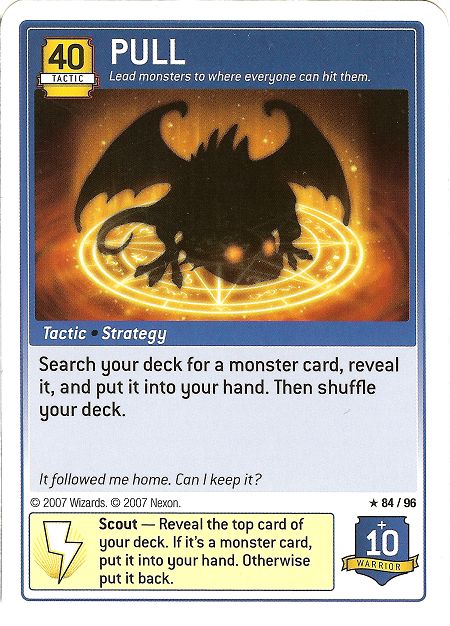 40
TACTIC
PULL
Lead monsters to where everyone can hit them.
Tactic • Strategy
Search your deck for a monster card, reveal
it, and put it into your hand. Then shuffle
your deck.
It followed me home. Can I keep it?
© 2007 Wizards. © 2007 Nexon.
★ 84 / 96
Scout — Reveal the top card of
your deck. If it's a monster card,
put it into your hand. Otherwise
put it back.
+
10
WARRIOR